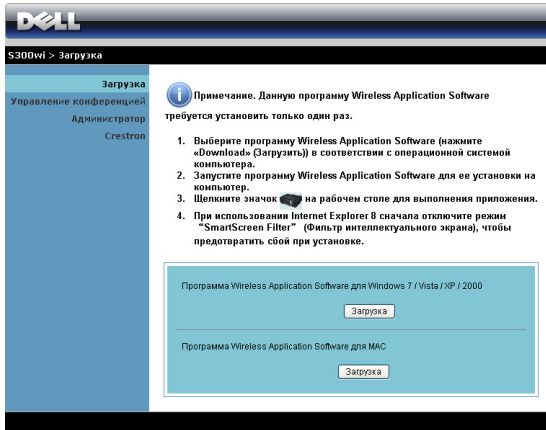 DELL
S300wi > Загрузка
Загрузка
Управление конференцией
Администратор
Crestron
Примечание. Данную программу Wireless Application Software
требуется установить только один раз.
1. Выберите программу Wireless Application Software (нажмите
«Download» (Загрузить)) в соответствии с операционной системой
компьютера.
2. Запустите программу Wireless Application Software для ее установки на
компьютер.
3. Щелкните значок на рабочем столе для выполнения приложения.
4. При использовании Internet Explorer 8 сначала отключите режим
“SmartScreen Filter” (Фильтр интеллектуального экрана), чтобы
предотвратить сбой при установке.
Программа Wireless Application Software для Windows 7 / Vista / XP / 2000
Загрузка
Программа Wireless Application Software для MAC
Загрузка